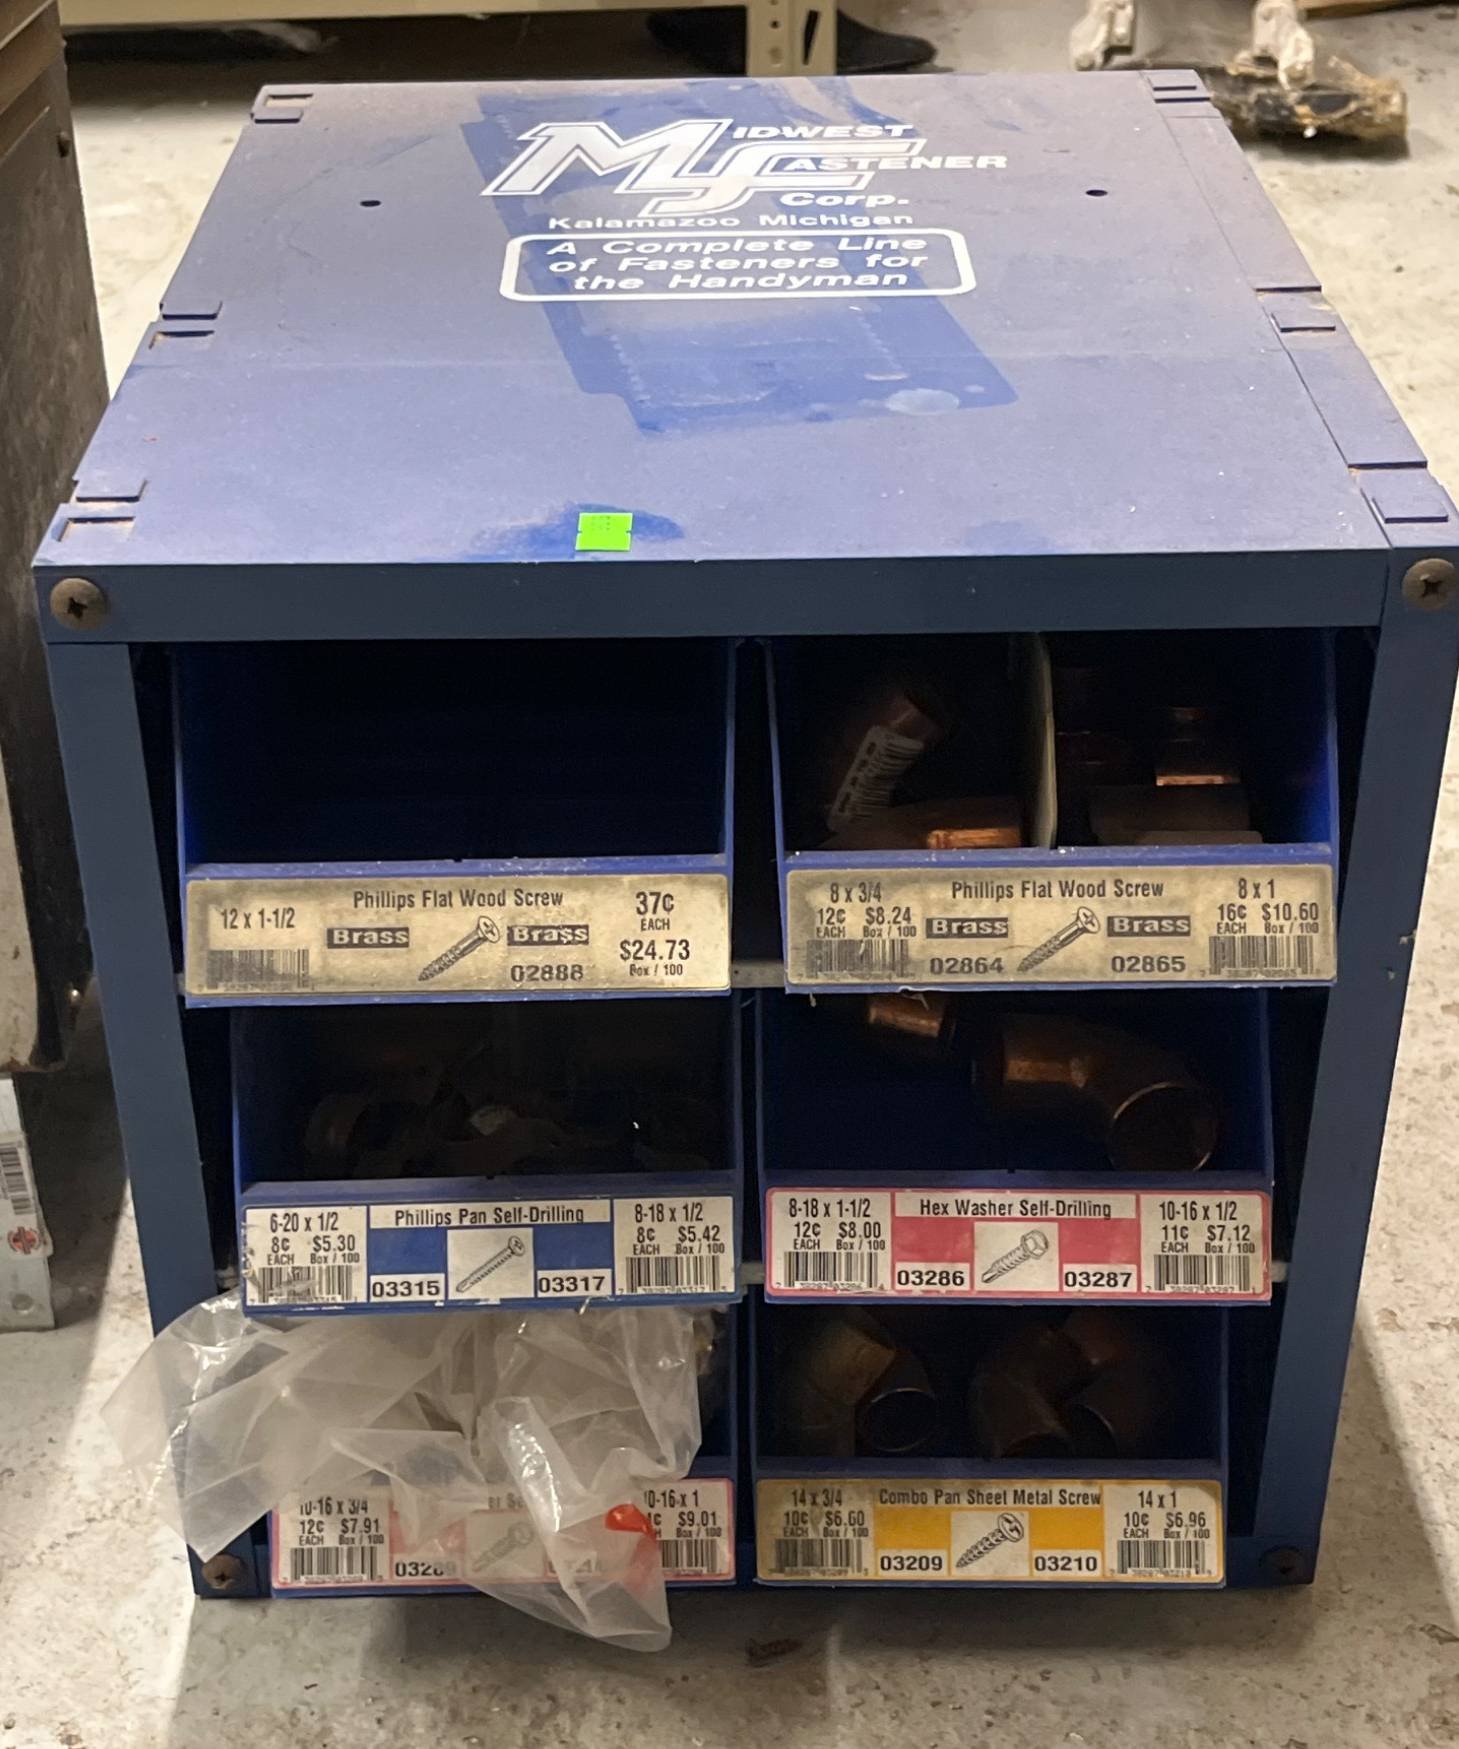 MIDWEST
FASTENER
Corp.
Kalamazoo Michigan
A Complete Line
of Fasteners for
the Handyman
12 x 1-1/2
Phillips Flat Wood Screw
Brass
Brass
02888
37¢
EACH
$24.73
Box / 100
8 x 3/4
12¢ $8.24
EACH Box / 100
Phillips Flat Wood Screw
Brass
Brass
02864
02865
8 x 1
16¢ $10.60
EACH Box / 100
6-20 x 1/2
8¢ $5.30
EACH Box / 100
Phillips Pan Self-Drilling
03315
03317
8-18 x 1/2
8¢ $5.42
EACH Box / 100
8-18 x 1-1/2
12¢ $8.00
EACH Box / 100
Hex Washer Self-Drilling
03286
03287
10-16 x 1/2
11¢ $7.12
EACH Box / 100
10-16 x 3/4
12¢ $7.91
EACH Box / 100
10-16 x 1
$9.01
Box / 100
14 x 3/4
10¢ $6.60
EACH Box / 100
Combo Pan Sheet Metal Screw
03209
03210
14 x 1
10¢ $6.96
EACH Box / 100